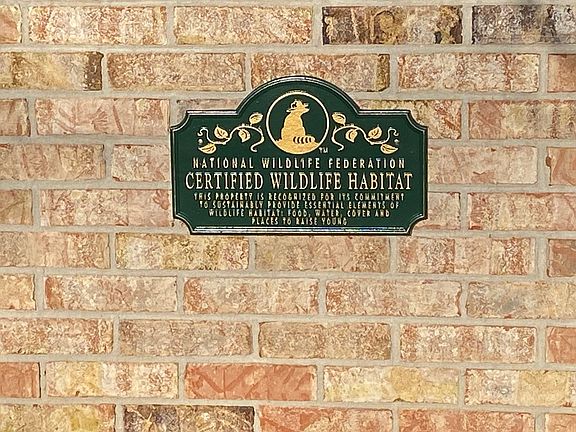 TM
NATIONAL WILDLIFE FEDERATION
CERTIFIED WILDLIFE HABITAT
THIS PROPERTY IS RECOGNIZED FOR ITS COMMITMENT
TO SUSTAINABLY PROVIDE ESSENTIAL ELEMENTS OF
WILDLIFE HABITAT: FOOD, WATER, COVER AND
PLACES TO RAISE YOUNG